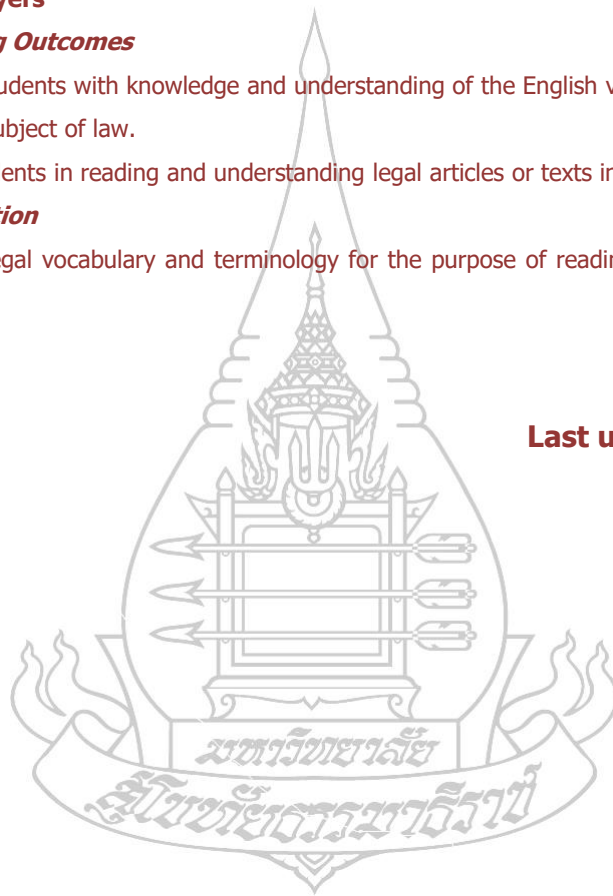 yers
g Outcomes
udents with knowledge and understanding of the English v
ubject of law.
ents in reading and understanding legal articles or texts in
tion
egal vocabulary and terminology for the purpose of readin
Last u
มหาวิทยาลัย
สุโขทัยธรรมาธิราช